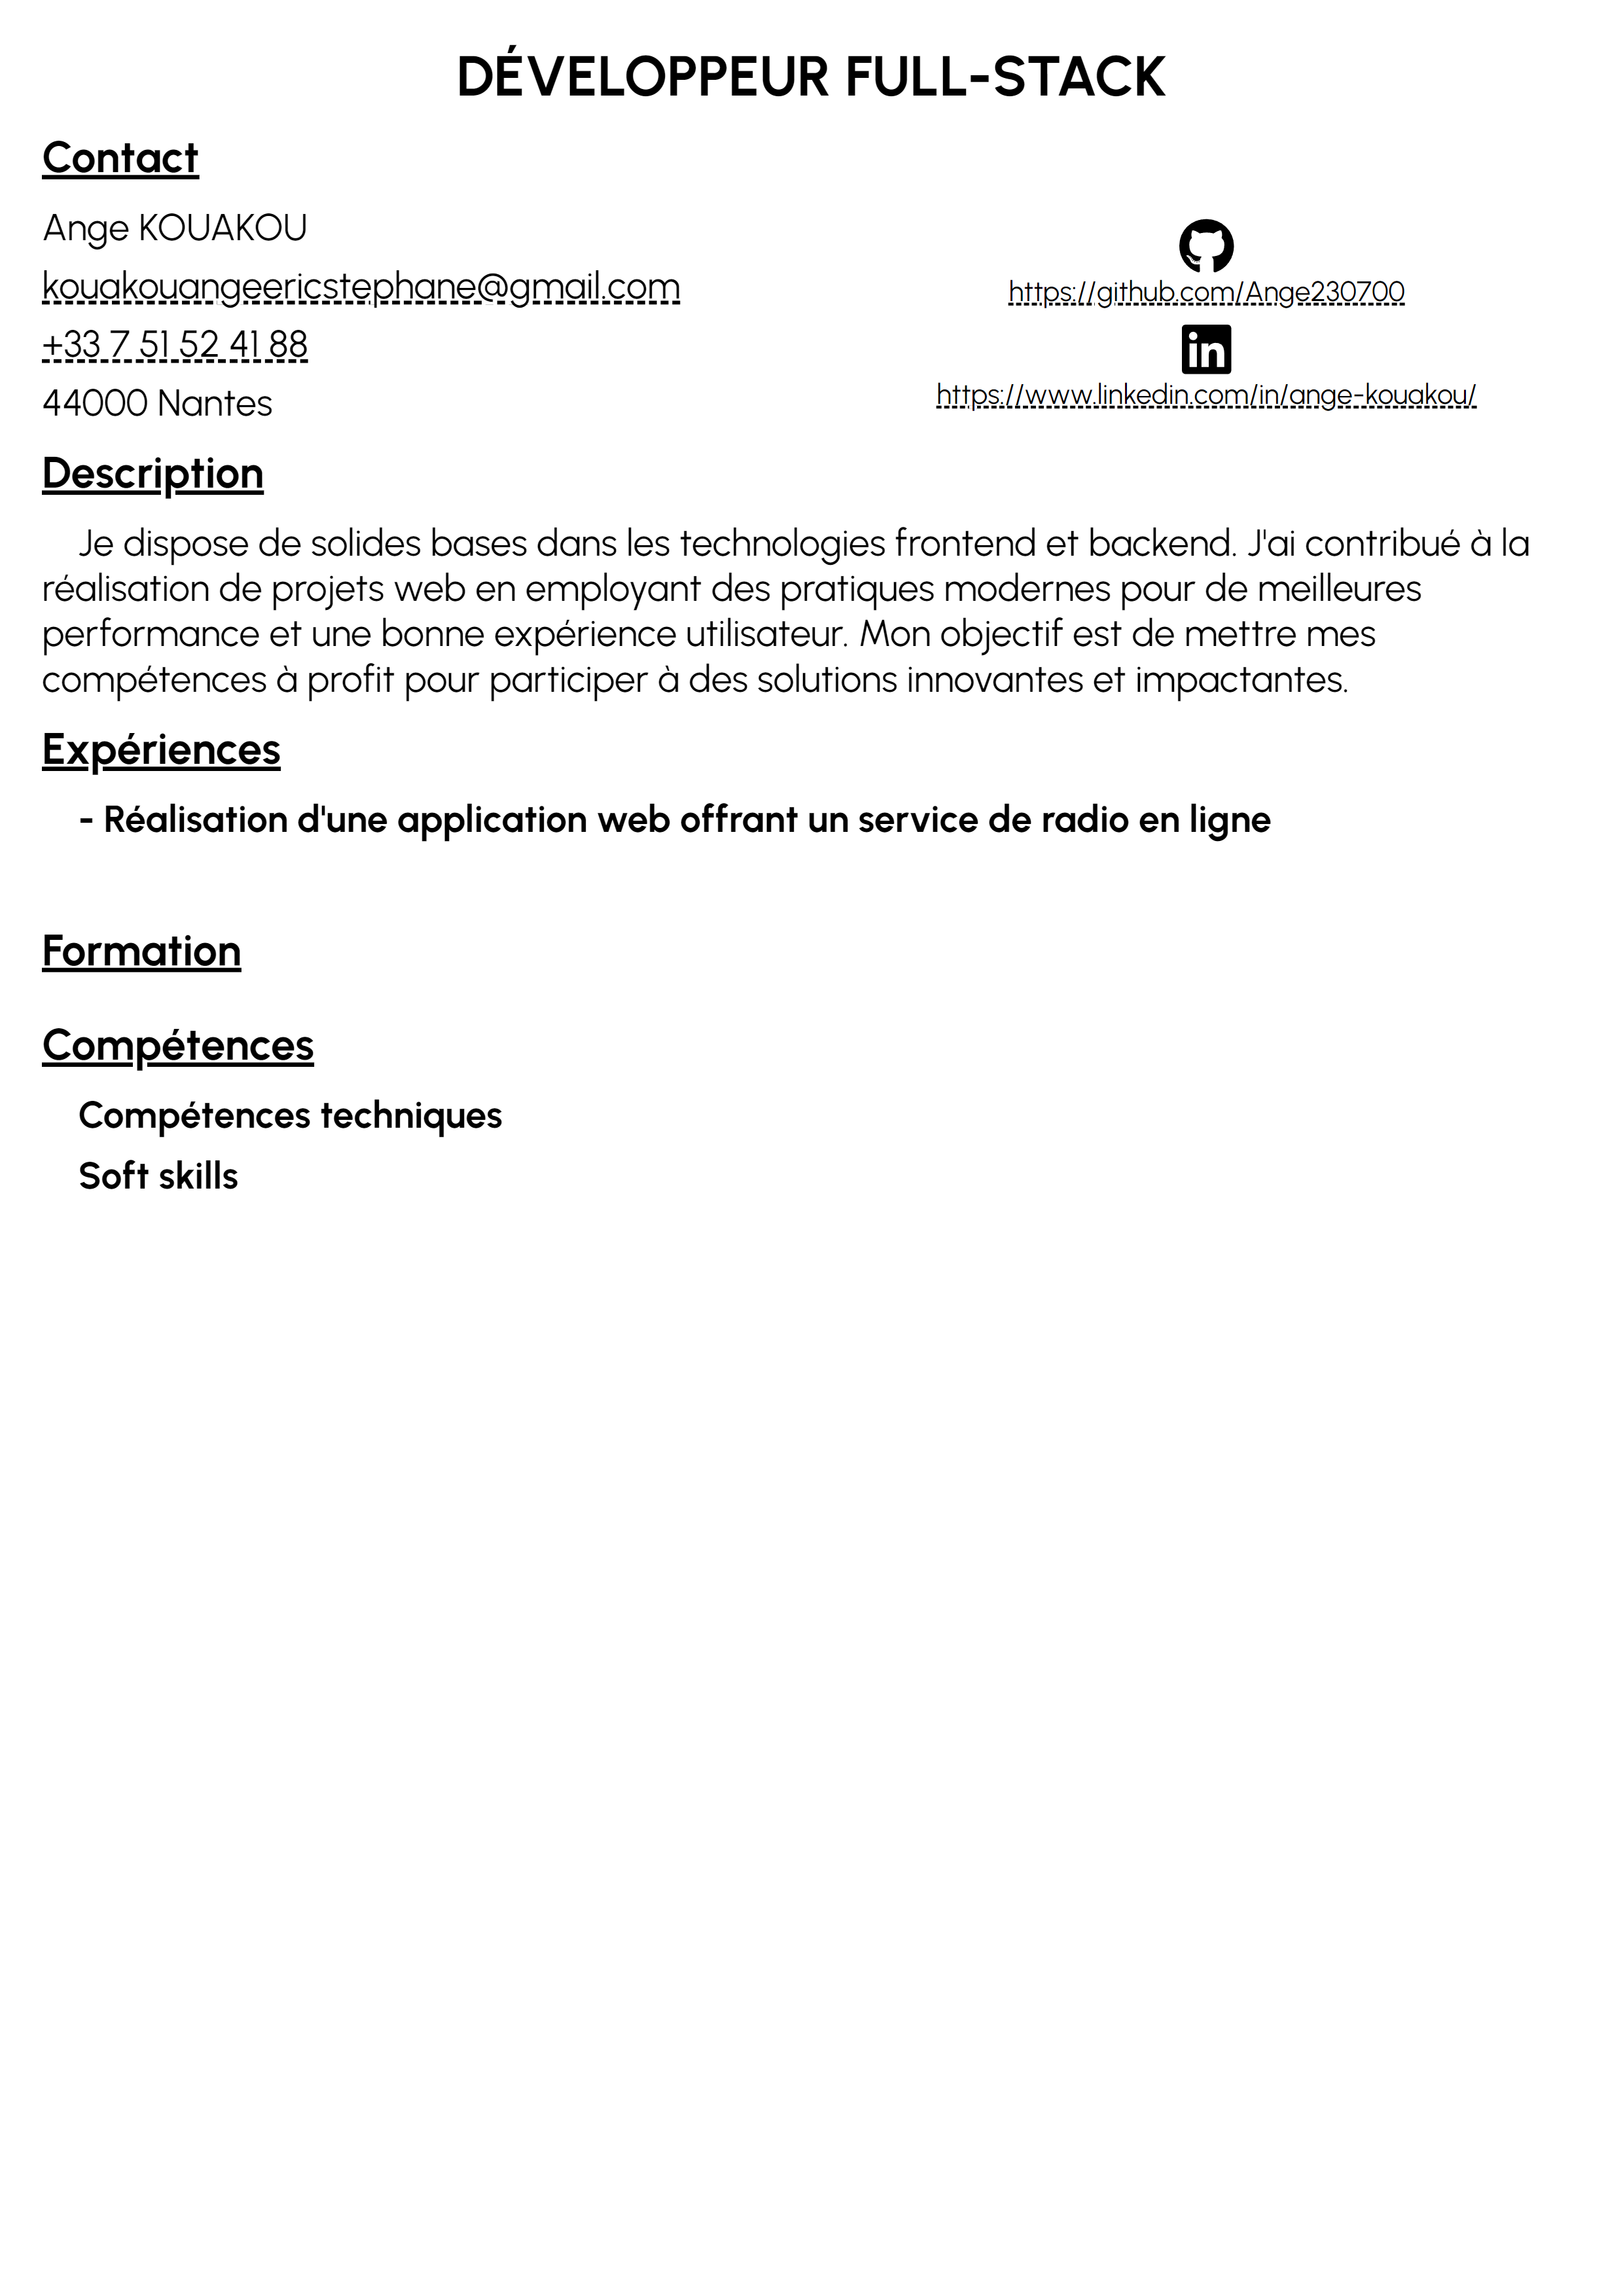 DÉVELOPPEUR FULL-STACK
Contact
Ange KOUAKOU
kouakouangeericstephane@gmail.com
+33 7 51 52 41 88
44000 Nantes
https://github.com/Ange230700
in
https://www.linkedin.com/in/ange-kouakou/
Description
Je dispose de solides bases dans les technologies frontend et backend. J'ai contribué à la
réalisation de projets web en employant des pratiques modernes pour de meilleures
performance et une bonne expérience utilisateur. Mon objectif est de mettre mes
compétences à profit pour participer à des solutions innovantes et impactantes.
Expériences
- Réalisation d'une application web offrant un service de radio en ligne
Formation
Compétences
Compétences techniques
Soft skills